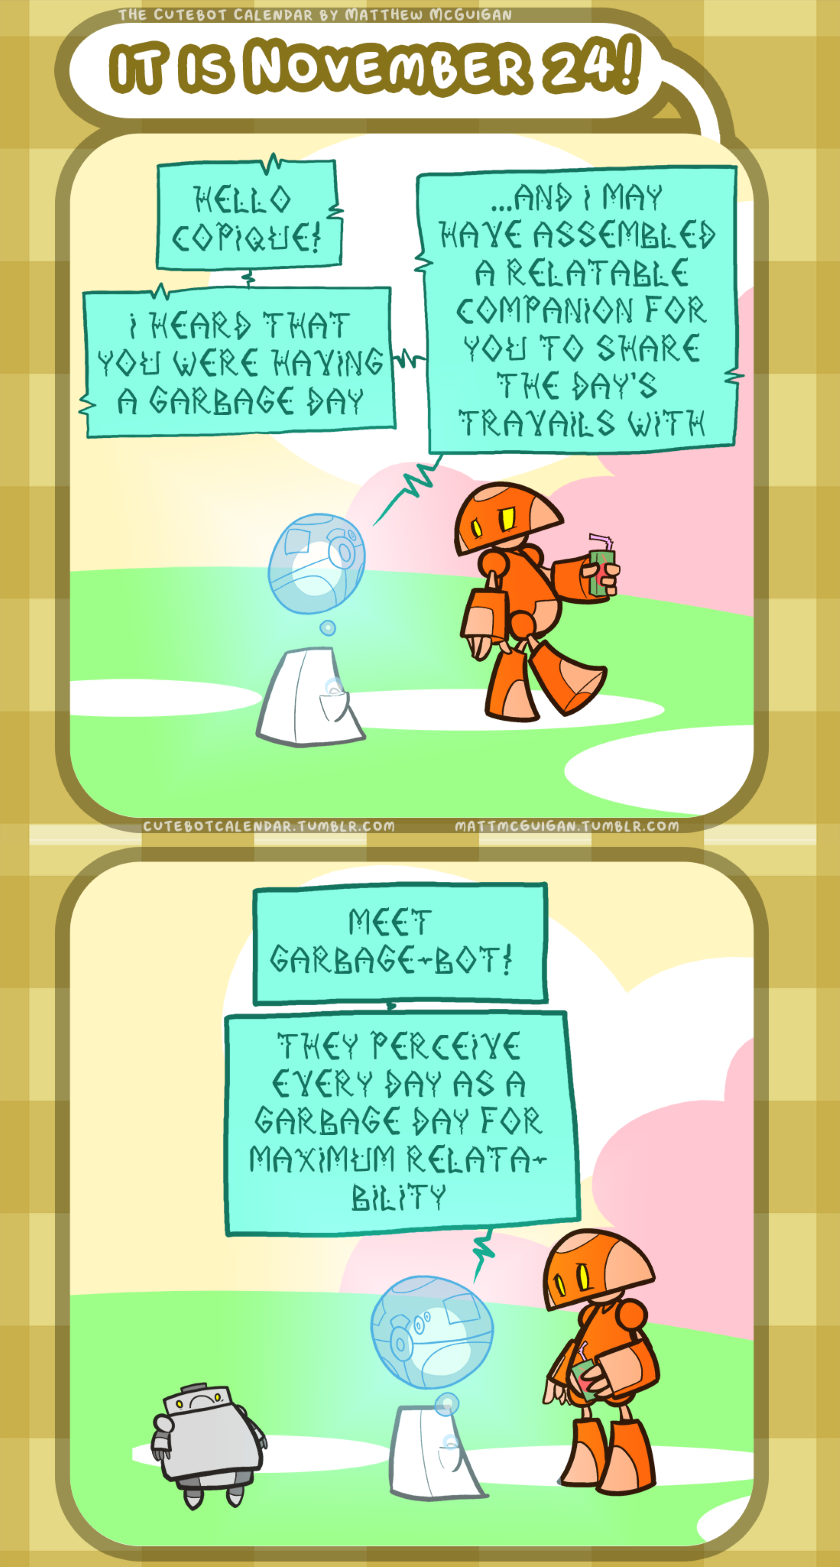 THE CUTEBOT CALENDAR BY MATTHEW MCGUIGAN
IT IS NOVEMBER 24!
HELLO
COPIQUE!
I HEARD THAT
YOU WERE HAVING
A GARBAGE DAY
...AND I MAY
HAVE ASSEMBLED
A RELATABLE
COMPANION FOR
YOU TO SHARE
THE DAY'S
TRAVAILS WITH
CUTEBOTCALENDAR.TUMBLR.COM
MATTMCGUIGAN.TUMBLR.COM
MEET
GARBAGE-BOT!
THEY PERCEIVE
EVERY DAY AS A
GARBAGE DAY FOR
MAXIMUM RELATA-
BILITY